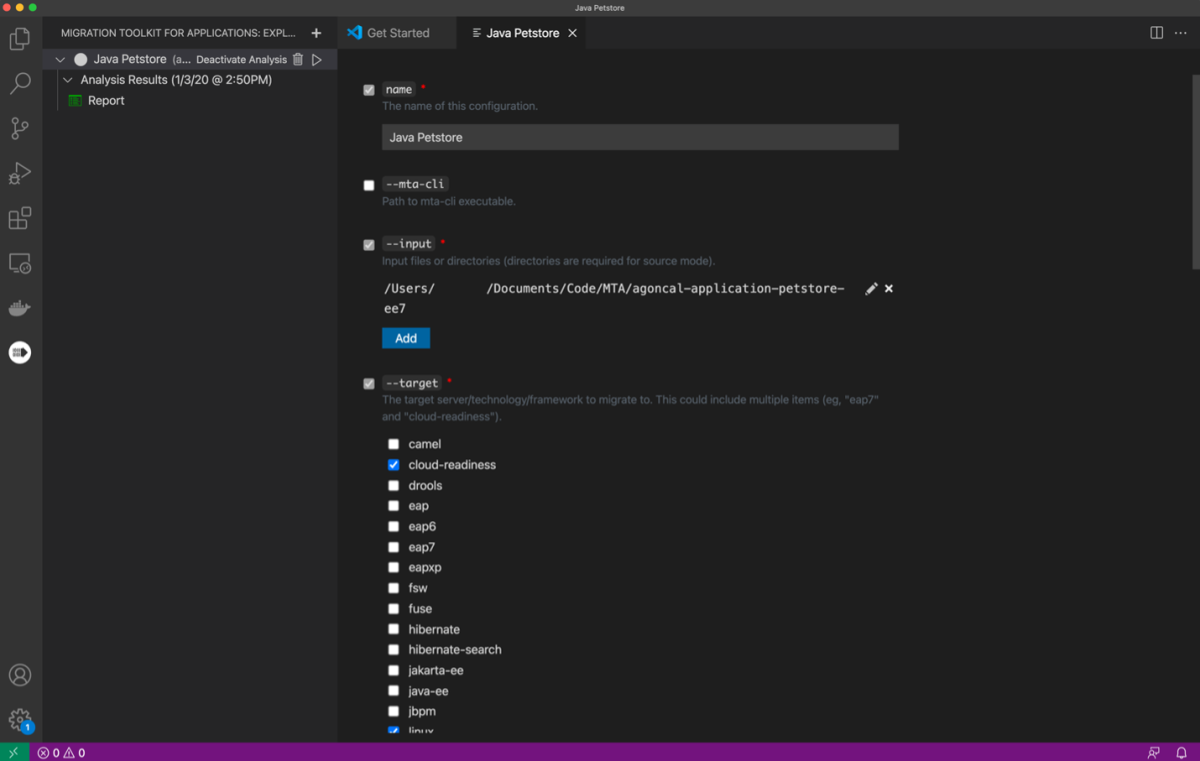 Java Petstore
MIGRATION TOOLKIT FOR APPLICATIONS: EXPL...
Get Started
Java Petstore
Java Petstore (a... Deactivate Analysis
Analysis Results (1/3/20 @ 2:50PM)
Report
name *
The name of this configuration.
Java Petstore
--mta-cli
Path to mta-cli executable.
--input *
Input files or directories (directories are required for source mode).
/Users/ /Documents/Code/MTA/agoncal-application-petstore-
ee7
Add
--target *
The target server/technology/framework to migrate to. This could include multiple items (eg, "eap7"
and "cloud-readiness").
camel
cloud-readiness
drools
eap
eap6
eap7
eapxp
fsw
fuse
hibernate
hibernate-search
jakarta-ee
java-ee
jbpm
linux
1
0 0